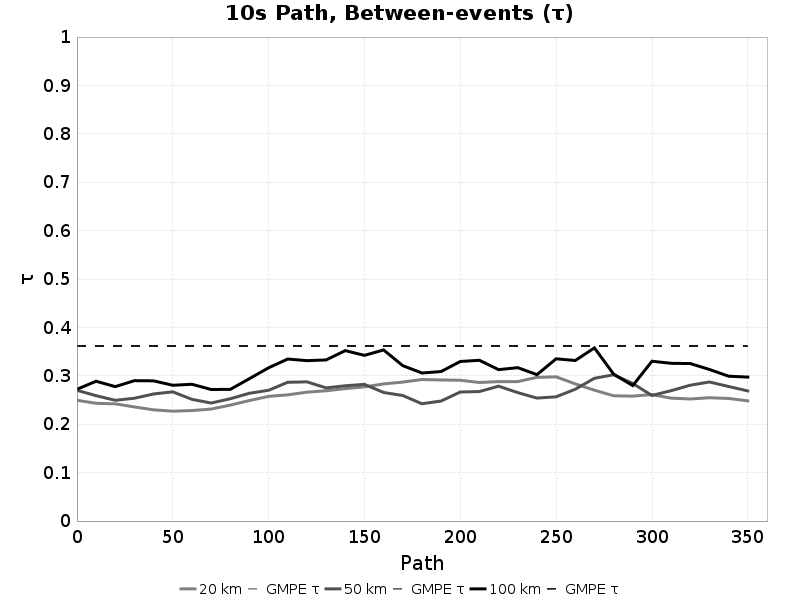 10s Path, Between-events (τ)
1
0.9
0.8
0.7
0.6
0.5
0.4
0.3
0.2
0.1
0
τ
0 50 100 150 200 250 300 350
Path
20 km GMPE τ 50 km GMPE τ 100 km GMPE τ